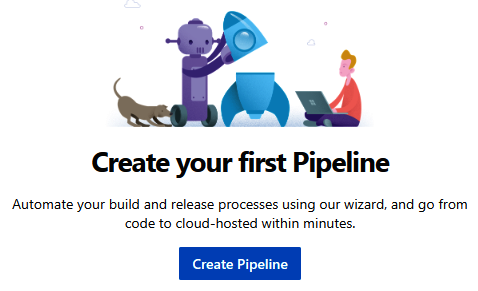 Create your first Pipeline
Automate your build and release processes using our wizard, and go from
code to cloud-hosted within minutes.
Create Pipeline